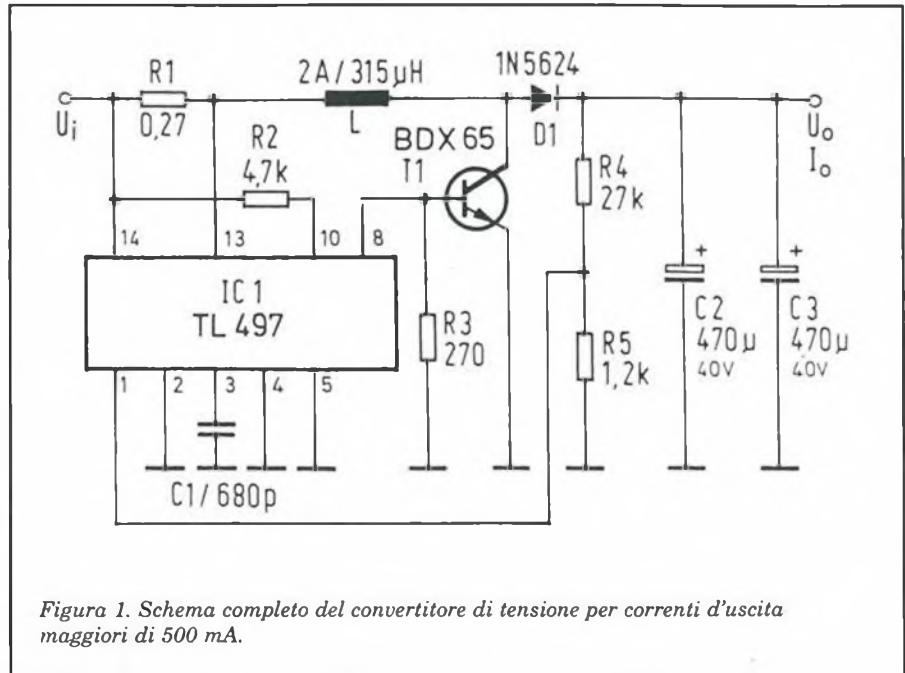 R1
0,27
Ui
2A/315µH
L
1N5624
D1
Uo
Io
R2
4,7k
BDX 65
T1
R4
27k
14
13
10
8
IC 1
TL 497
1
2
3
4
5
R3
270
R5
1,2k
+
C2
470µ
40V
+
C3
470µ
40V
C1/680p
Figura 1. Schema completo del convertitore di tensione per correnti d'uscita
maggiori di 500 mA.